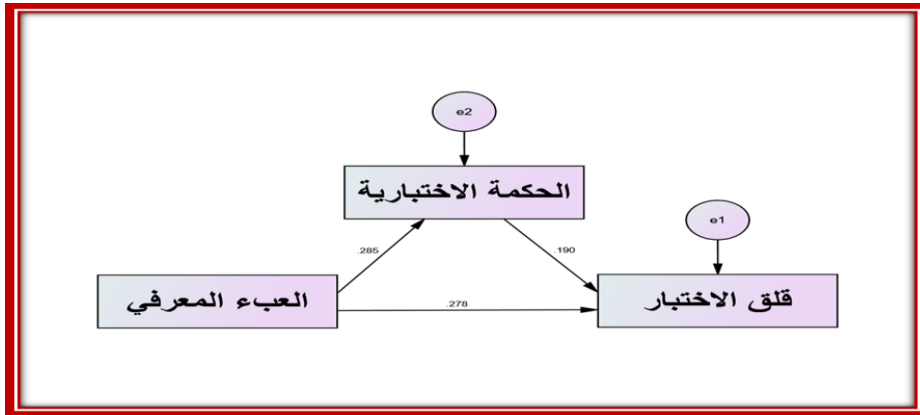 e2
الحكمة الاختبارية
e1
.285
.190
العبء المعرفي
.278
قلق الاختبار